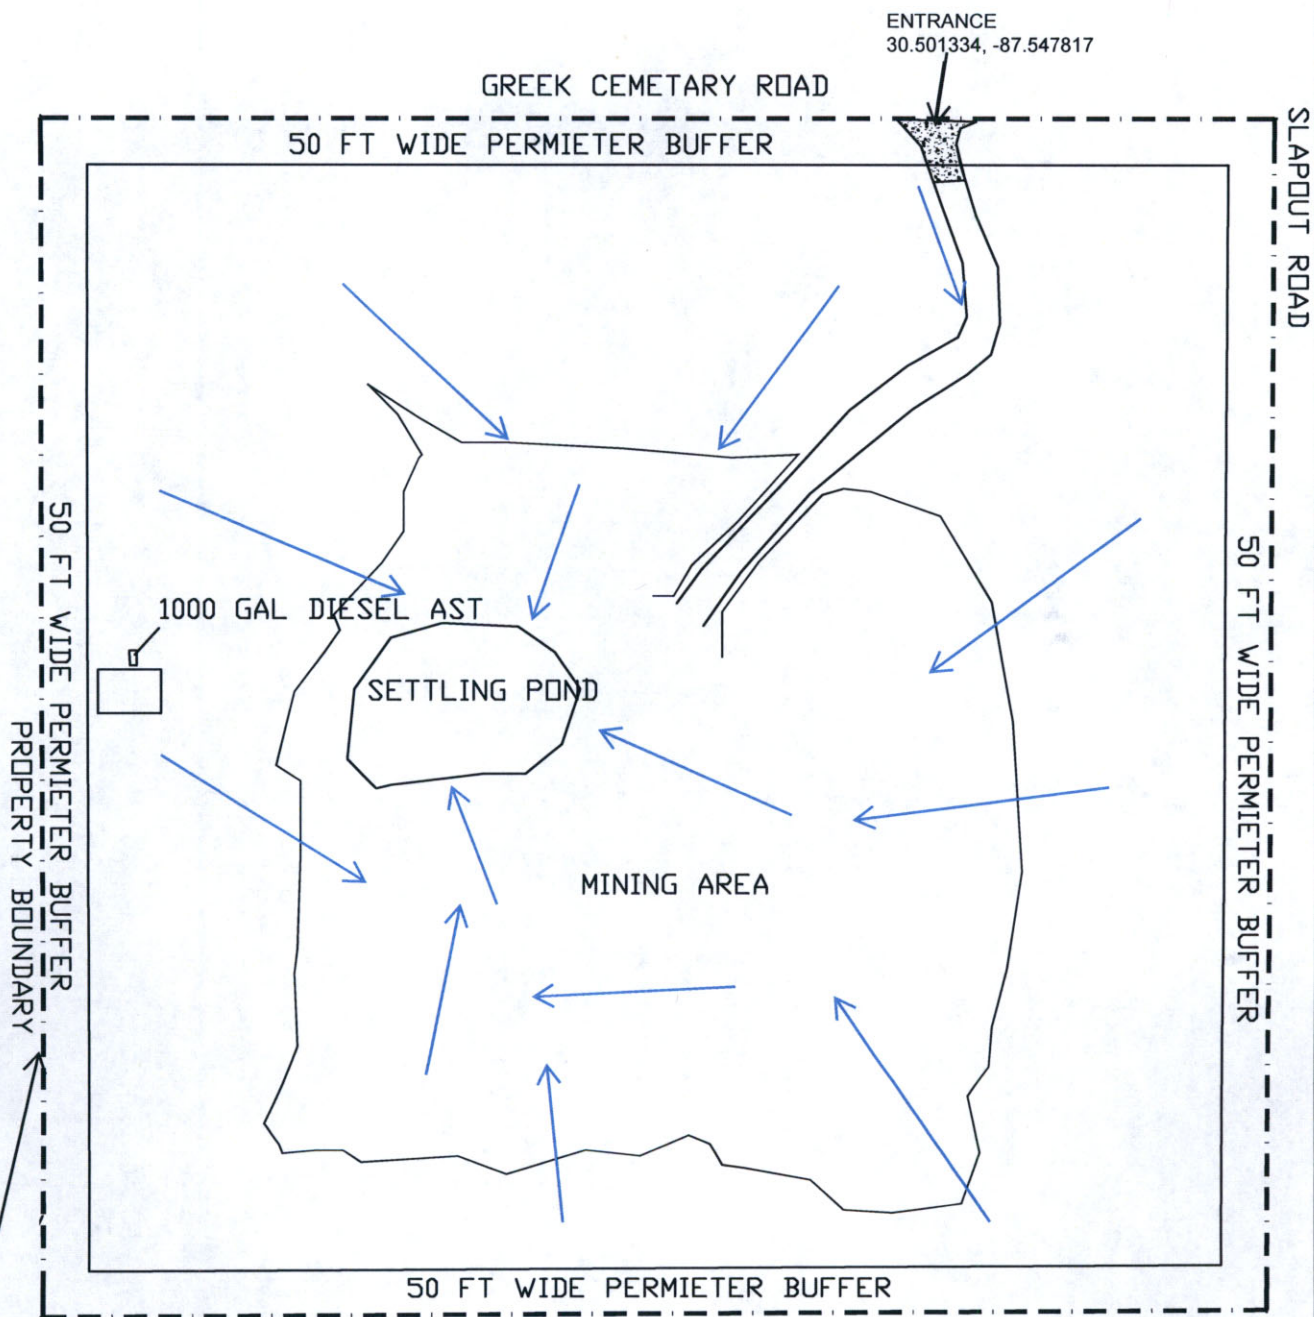 ENTRANCE
30.501334, -87.547817
GREEK CEMETARY ROAD
50 FT WIDE PERMIETER BUFFER
SLAPOUT ROAD
50 FT WIDE PERMIETER BUFFER
PROPERTY BOUNDARY
1000 GAL DIESEL AST
SETTLING POND
MINING AREA
50 FT WIDE PERMIETER BUFFER
50 FT WIDE PERMIETER BUFFER